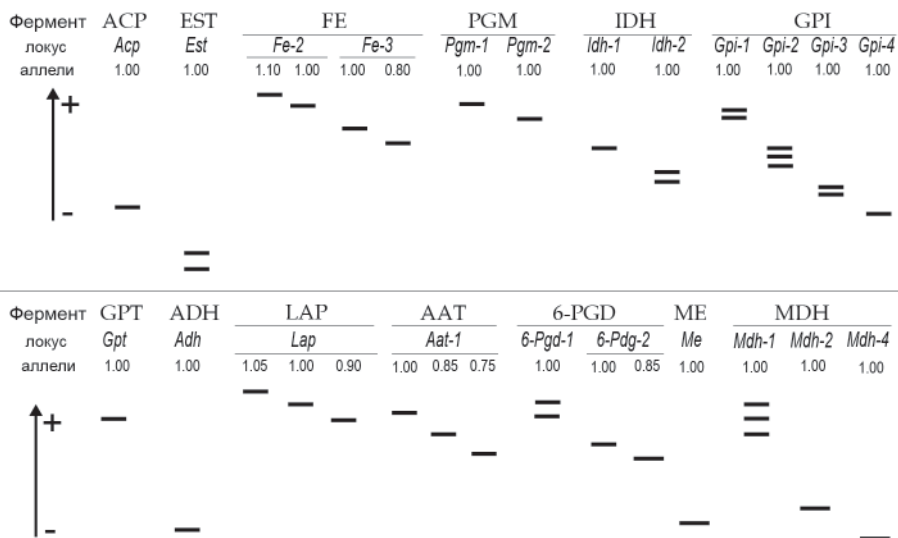 Фермент ACP EST FE PGM IDH GPI
локус Acp Est Fe-2 Fe-3 Pgm-1 Pgm-2 Idh-1 Idh-2 Gpi-1 Gpi-2 Gpi-3 Gpi-4
аллели 1.00 1.00 1.10 1.00 1.00 0.80 1.00 1.00 1.00 1.00 1.00 1.00 1.00 1.00
+
-
Фермент GPT ADH LAP AAT 6-PGD ME MDH
локус Gpt Adh Lap Aat-1 6-Pgd-1 6-Pdg-2 Me Mdh-1 Mdh-2 Mdh-4
аллели 1.00 1.00 1.05 1.00 0.90 1.00 0.85 0.75 1.00 1.00 0.85 1.00 1.00 1.00 1.00
+
-